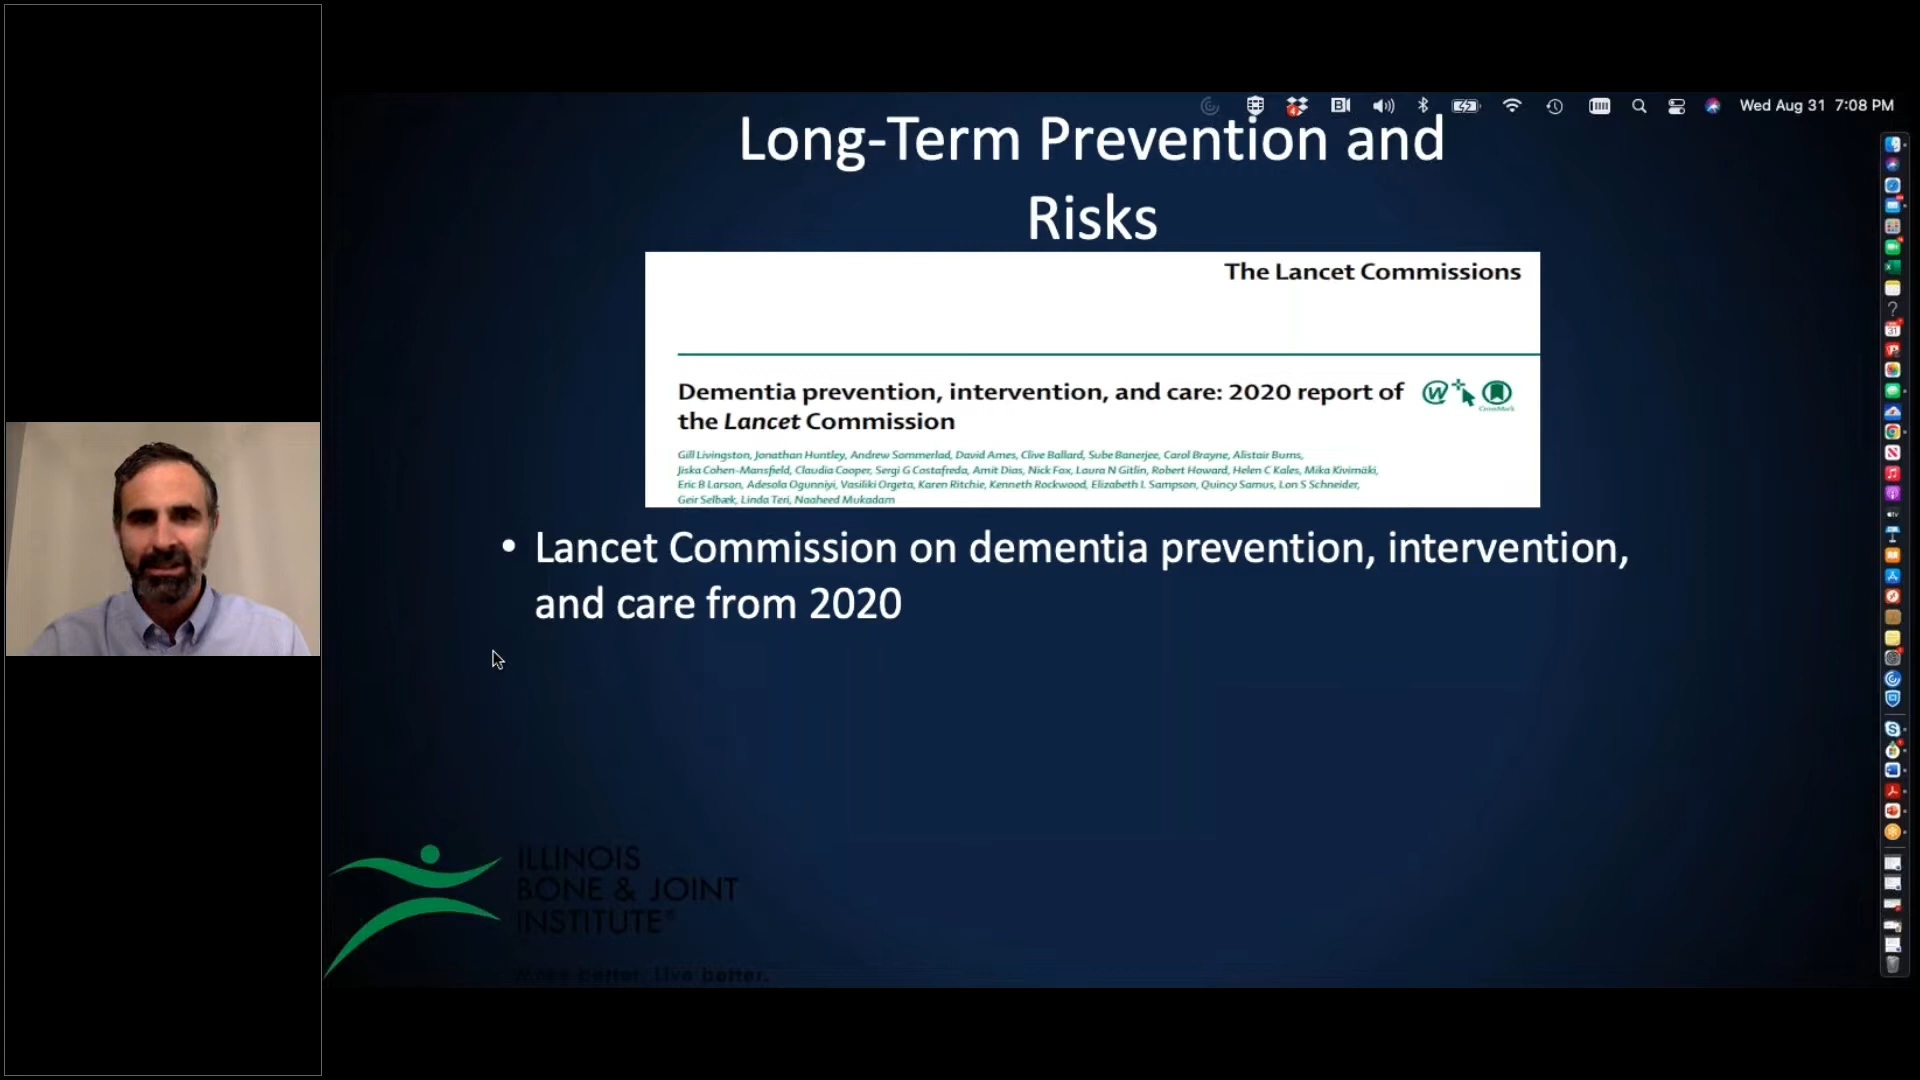 Wed Aug 31 7:08 PM
Long-Term Prevention and
Risks
The Lancet Commissions
Dementia prevention, intervention, and care: 2020 report of
the Lancet Commission
CrossMark
Gill Livingston, Jonathan Huntley, Andrew Sommerlad, David Ames, Clive Ballard, Sube Banerjee, Carol Brayne, Alistair Burns,
Jiska Cohen-Mansfield, Claudia Cooper, Sergi G Costafreda, Amit Dias, Nick Fox, Laura N Gitlin, Robert Howard, Helen C Kales, Mika Kivimäki,
Eric B Larson, Adesola Ogunniyi, Vasiliki Orgeta, Karen Ritchie, Kenneth Rockwood, Elizabeth L Sampson, Quincy Samus, Lon S Schneider,
Geir Selbæk, Linda Teri, Naaheed Mukadam
• Lancet Commission on dementia prevention, intervention,
and care from 2020
ILLINOIS
BONE & JOINT
INSTITUTE®
Move better. Live better.